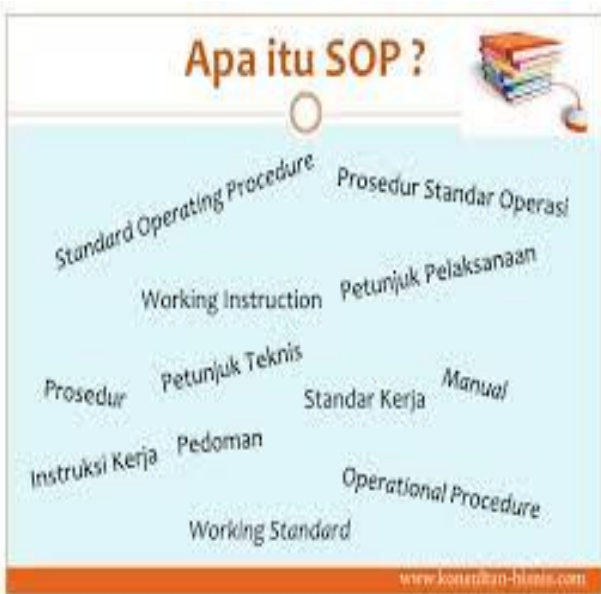 Apa itu SOP ?
Standard Operating Procedure
Prosedur Standar Operasi
Working Instruction
Petunjuk Pelaksanaan
Prosedur
Petunjuk Teknis
Standar Kerja
Manual
Instruksi Kerja
Pedoman
Operational Procedure
Working Standard
www.konsultan-bisnis.com